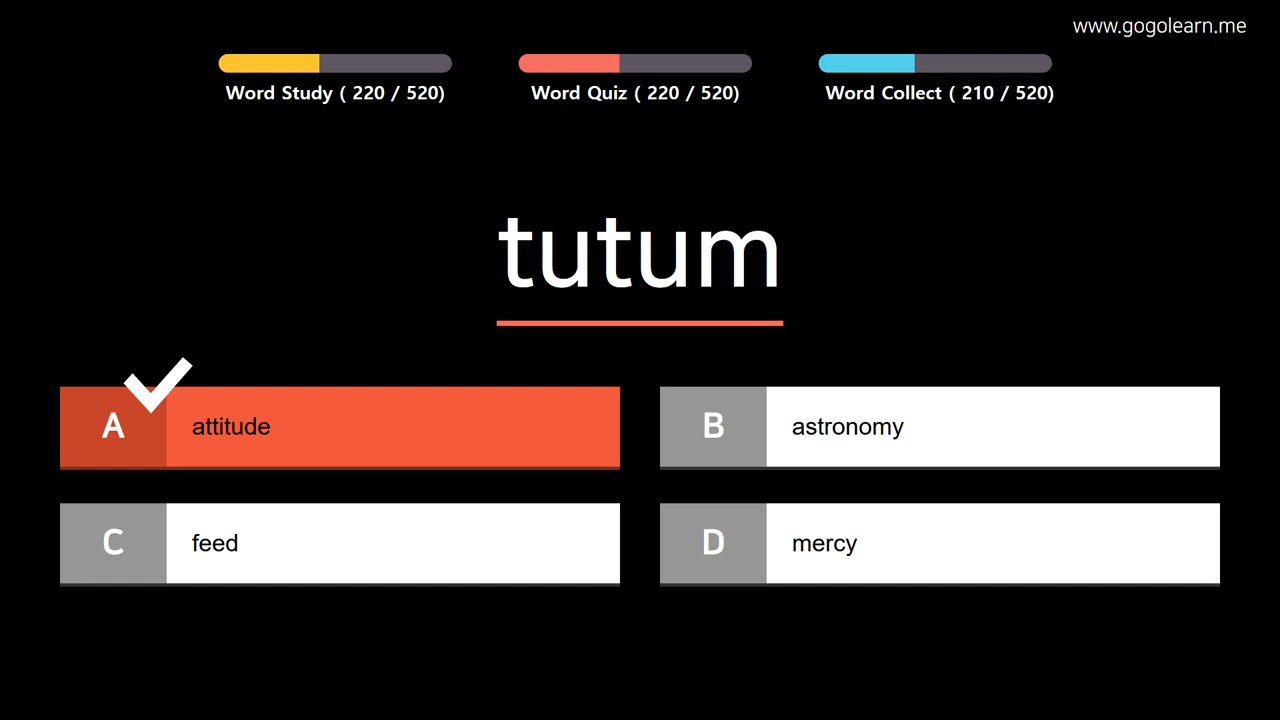 www.gogolearn.me
Word Study ( 220 / 520)
Word Quiz ( 220 / 520)
Word Collect ( 210 / 520)
tutum
A attitude
B astronomy
C feed
D mercy